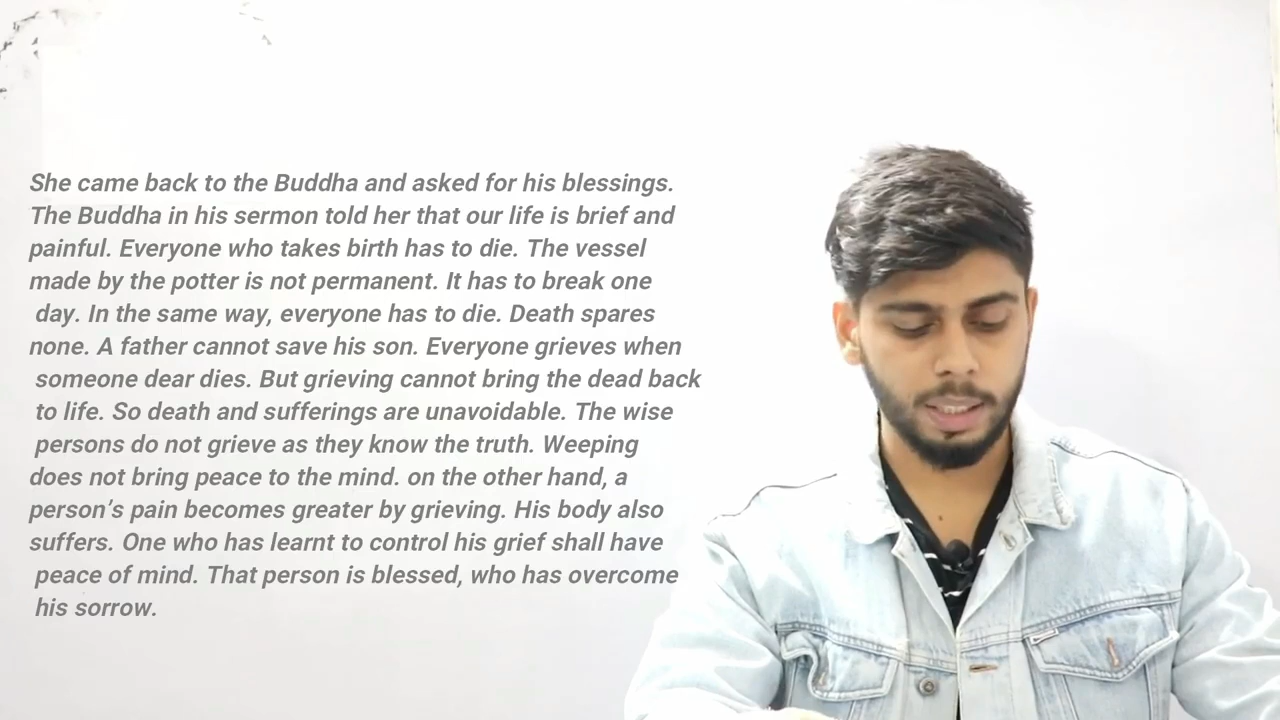 She came back to the Buddha and asked for his blessings.
The Buddha in his sermon told her that our life is brief and
painful. Everyone who takes birth has to die. The vessel
made by the potter is not permanent. It has to break one
day. In the same way, everyone has to die. Death spares
none. A father cannot save his son. Everyone grieves when
someone dear dies. But grieving cannot bring the dead back
to life. So death and sufferings are unavoidable. The wise
persons do not grieve as they know the truth. Weeping
does not bring peace to the mind. on the other hand, a
person’s pain becomes greater by grieving. His body also
suffers. One who has learnt to control his grief shall have
peace of mind. That person is blessed, who has overcome
his sorrow.